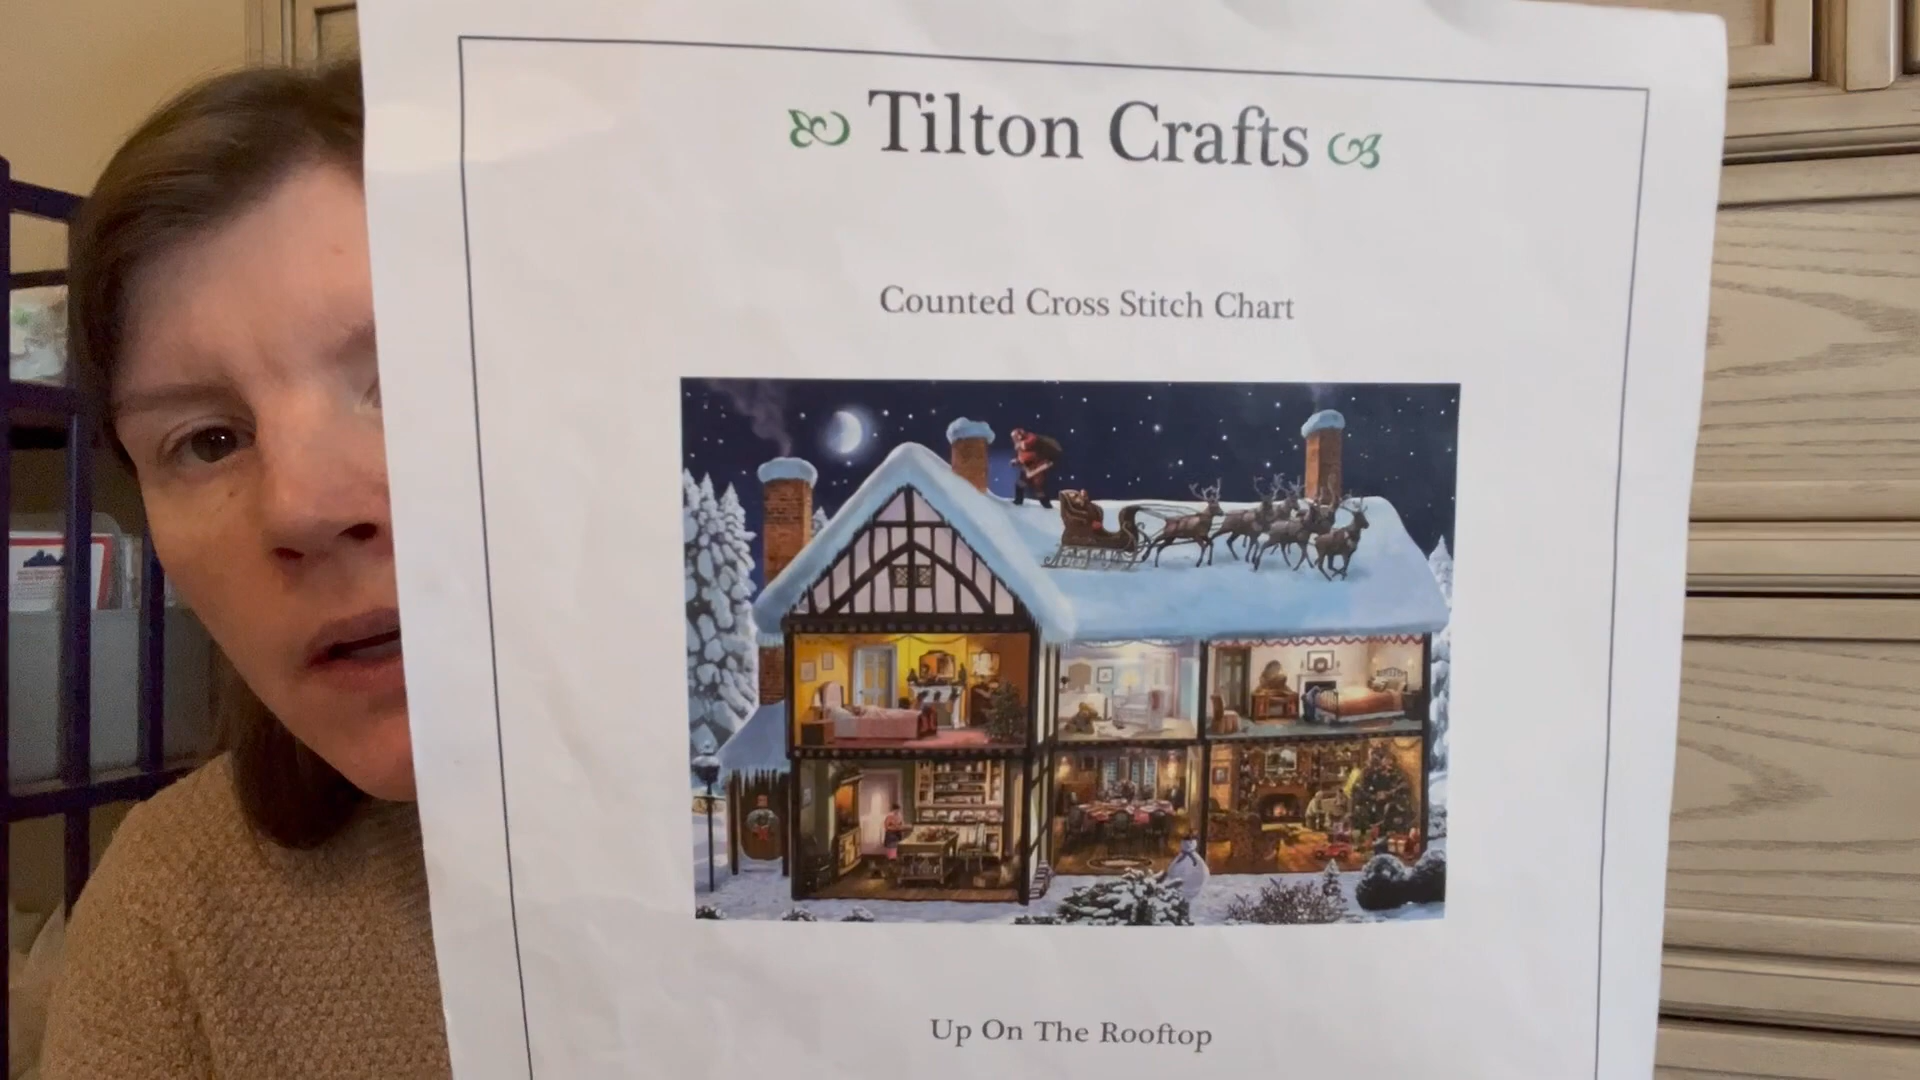 Tilton Crafts
Counted Cross Stitch Chart
Up On The Rooftop